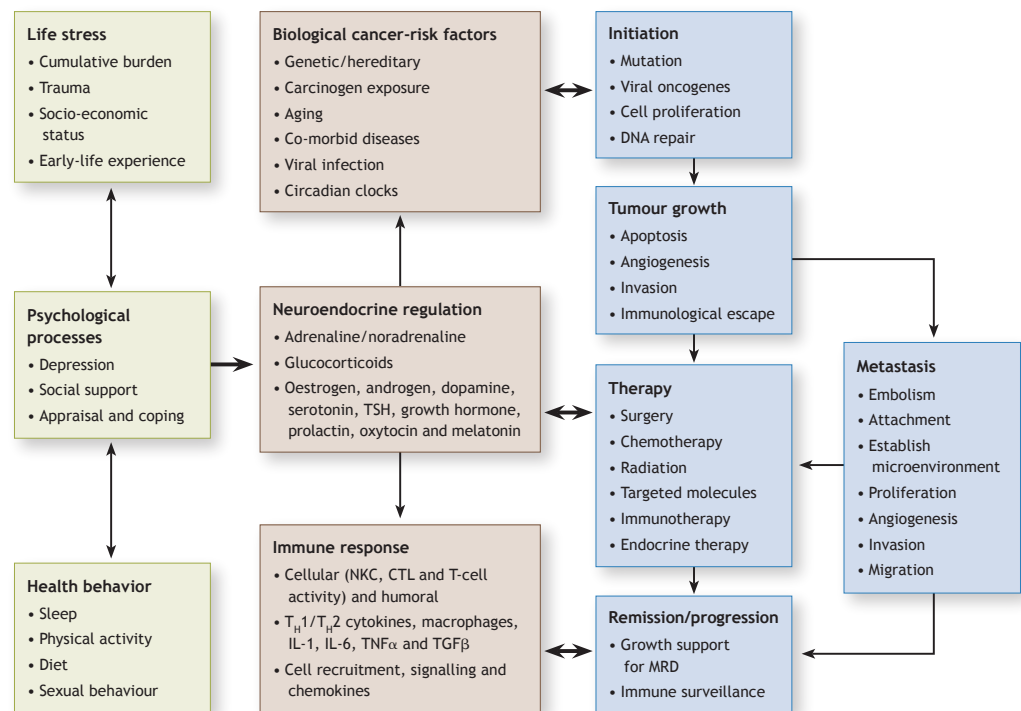 Life stress
• Cumulative burden
• Trauma
• Socio-economic
status
• Early-life experience
Psychological
processes
• Depression
• Social support
• Appraisal and coping
Health behavior
• Sleep
• Physical activity
• Diet
• Sexual behaviour
Biological cancer-risk factors
• Genetic/hereditary
• Carcinogen exposure
• Aging
• Co-morbid diseases
• Viral infection
• Circadian clocks
Neuroendocrine regulation
• Adrenaline/noradrenaline
• Glucocorticoids
• Oestrogen, androgen, dopamine,
serotonin, TSH, growth hormone,
prolactin, oxytocin and melatonin
Immune response
• Cellular (NKC, CTL and T-cell
activity) and humoral
• T_H1/T_H2 cytokines, macrophages,
IL-1, IL-6, TNFα and TGFβ
• Cell recruitment, signalling and
chemokines
Initiation
• Mutation
• Viral oncogenes
• Cell proliferation
• DNA repair
Tumour growth
• Apoptosis
• Angiogenesis
• Invasion
• Immunological escape
Therapy
• Surgery
• Chemotherapy
• Radiation
• Targeted molecules
• Immunotherapy
• Endocrine therapy
Remission/progression
• Growth support
for MRD
• Immune surveillance
Metastasis
• Embolism
• Attachment
• Establish
microenvironment
• Proliferation
• Angiogenesis
• Invasion
• Migration